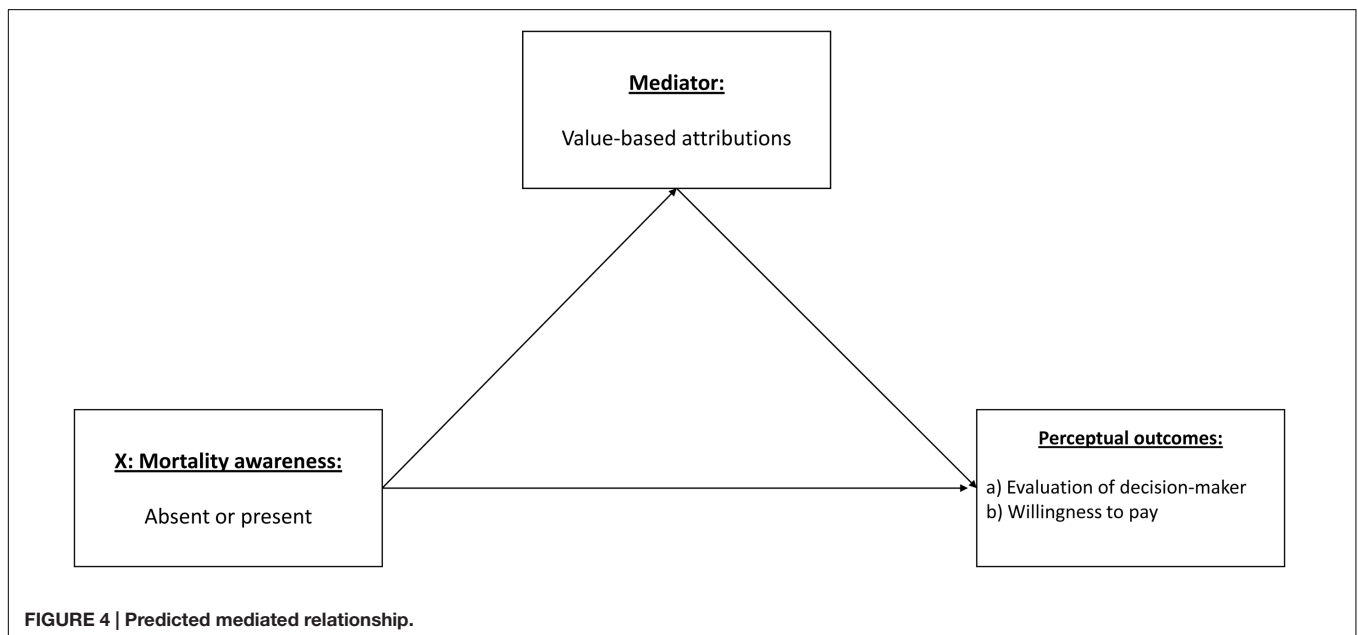 Mediator:
Value-based attributions
X: Mortality awareness:
Absent or present
Perceptual outcomes:
a) Evaluation of decision-maker
b) Willingness to pay
FIGURE 4 | Predicted mediated relationship.